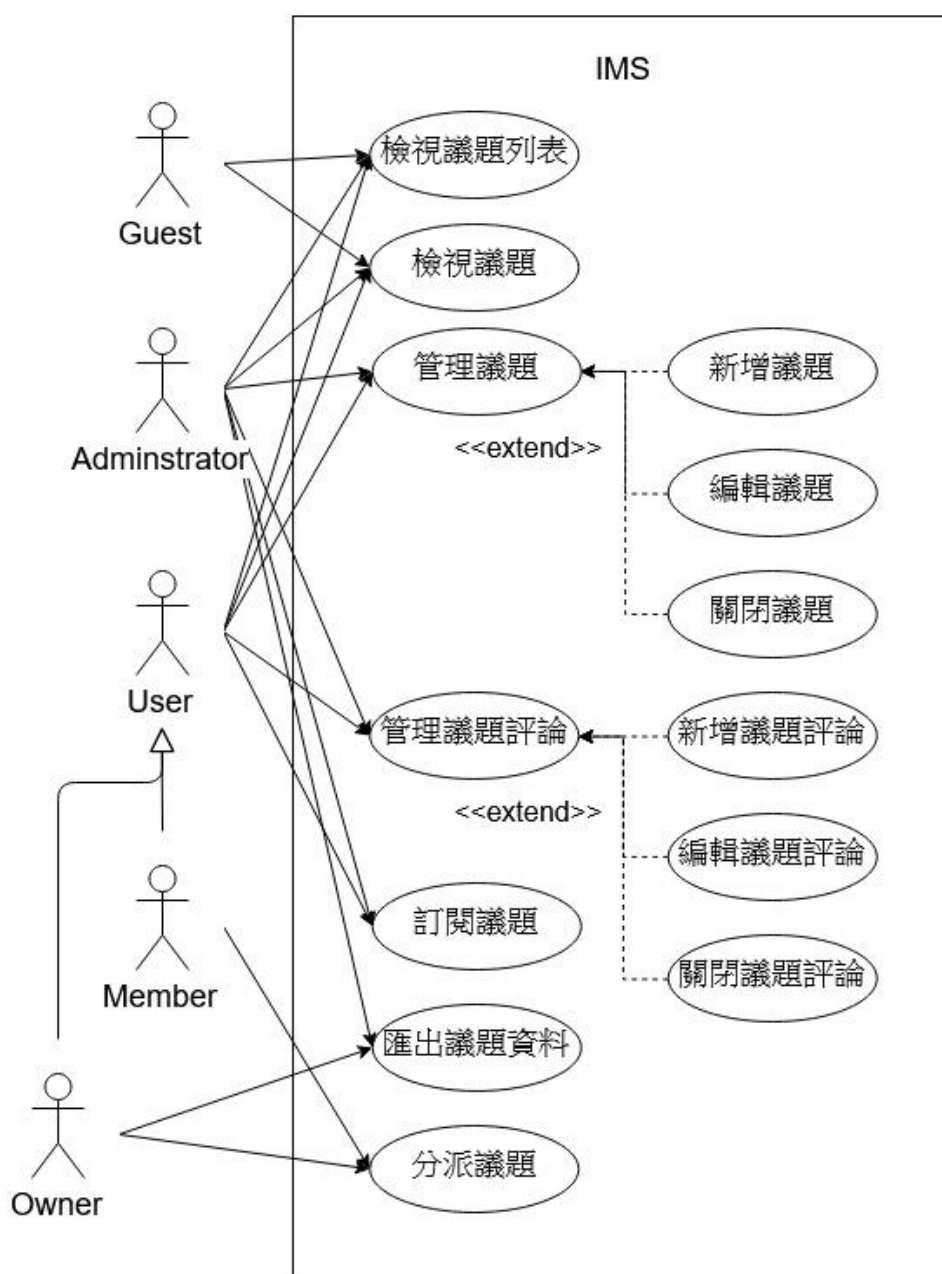 IMS
Guest
檢視議題列表
檢視議題
Adminstrator
管理議題
新增議題
<<extend>>
編輯議題
關閉議題
User
管理議題評論
新增議題評論
<<extend>>
編輯議題評論
Member
訂閱議題
關閉議題評論
匯出議題資料
Owner
分派議題